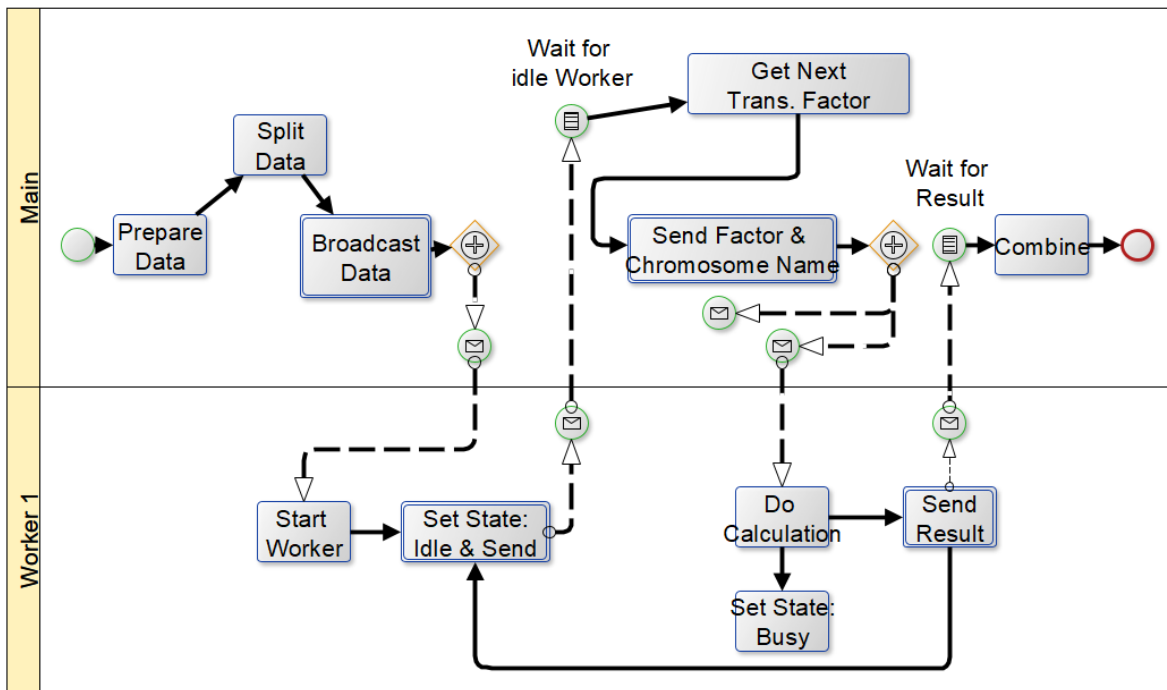 Main
Wait for
idle Worker
Get Next
Trans. Factor
Split
Data
Wait for
Result
Prepare
Data
Broadcast
Data
Send Factor &
Chromosome Name
Combine
Worker 1
Start
Worker
Set State:
Idle & Send
Do
Calculation
Send
Result
Set State:
Busy